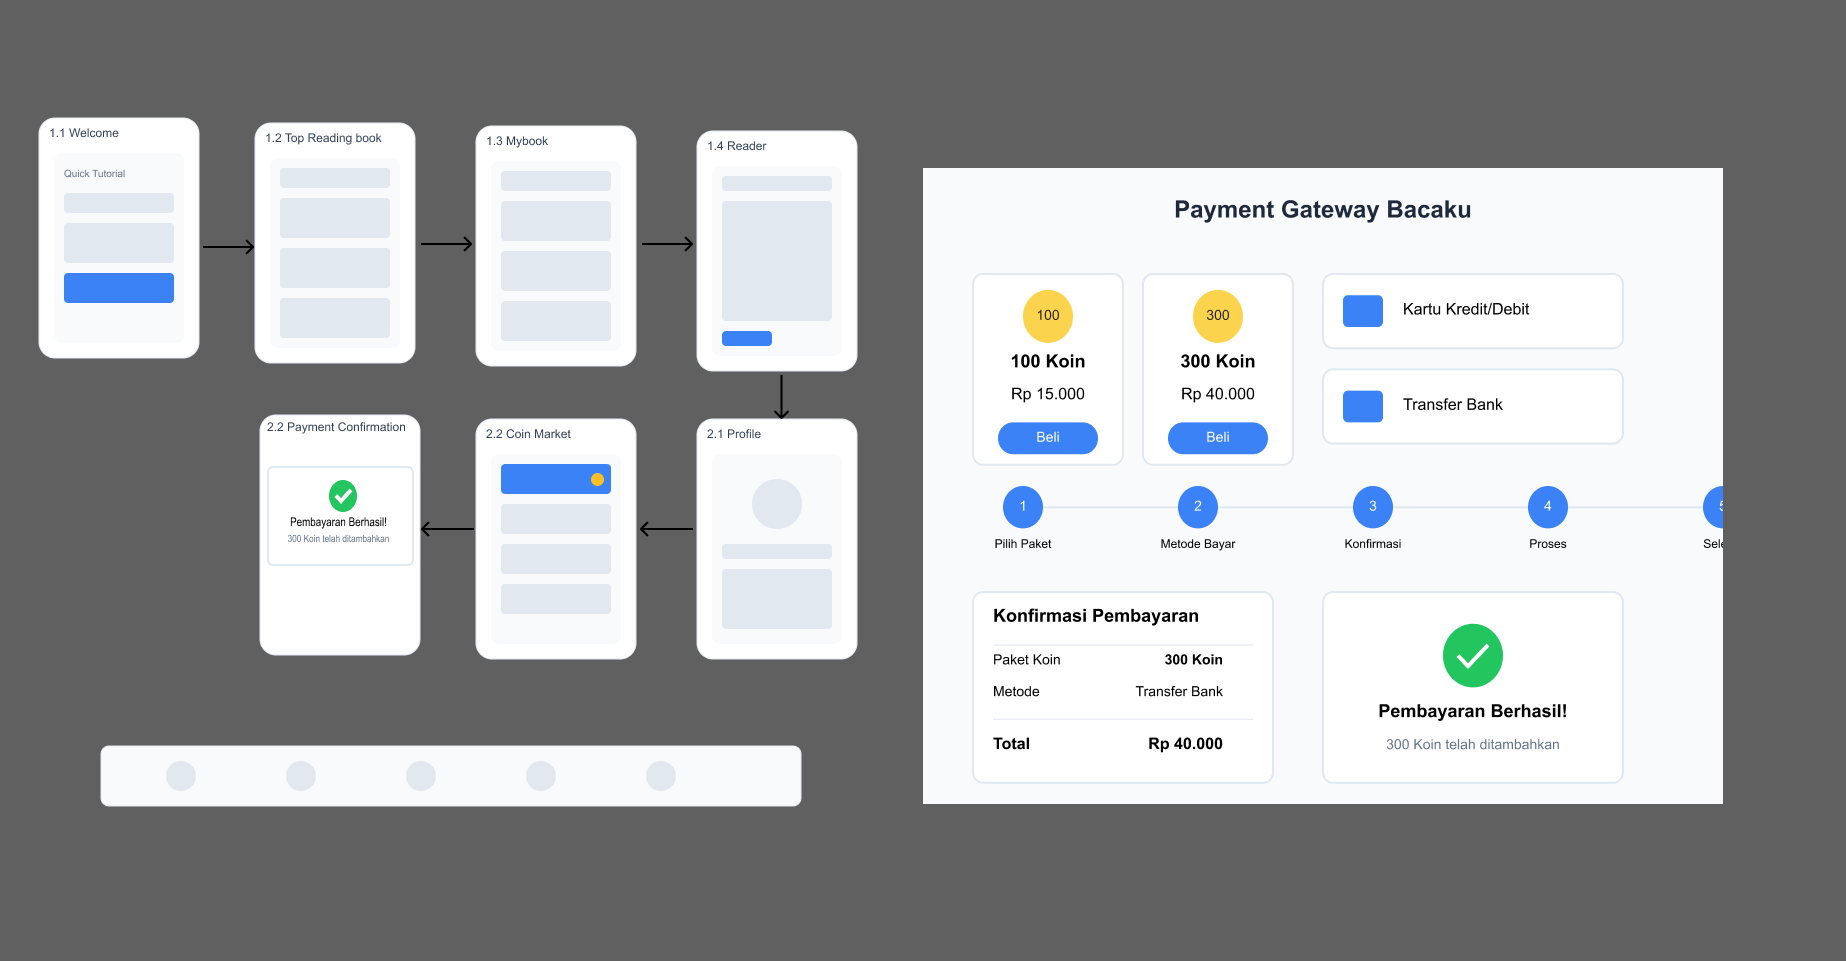 1.1 Welcome
Quick Tutorial
1.2 Top Reading book
1.3 Mybook
1.4 Reader
2.2 Payment Confirmation
Pembayaran Berhasil!
300 Koin telah ditambahkan
2.2 Coin Market
2.1 Profile
Payment Gateway Bacaku
100
100 Koin
Rp 15.000
Beli
300
300 Koin
Rp 40.000
Beli
Kartu Kredit/Debit
Transfer Bank
1
Pilih Paket
2
Metode Bayar
3
Konfirmasi
4
Proses
5
Konfirmasi Pembayaran
Paket Koin 300 Koin
Metode Transfer Bank
Total Rp 40.000
Pembayaran Berhasil!
300 Koin telah ditambahkan